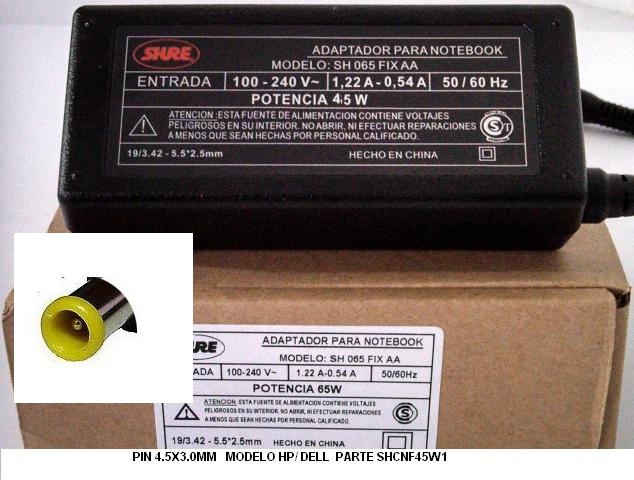 SHURE
ADAPTADOR PARA NOTEBOOK
MODELO: SH 065 FIX AA
ENTRADA 100 - 240 V~ 1,22 A - 0,54 A 50 / 60 Hz
POTENCIA 45 W
ATENCION :ESTA FUENTE DE ALIMENTACION CONTIENE VOLTAJES
PELIGROSOS EN SU INTERIOR. NO ABRIR, NI EFECTUAR REPARACIONES
A MENOS QUE SEAN HECHAS POR PERSONAL CALIFICADO.
19/3.42 - 5.5*2.5mm HECHO EN CHINA
URE
ADAPTADOR PARA NOTEBOOK
MODELO: SH 065 FIX AA
RADA 100-240 V~ 1.22 A-0.54 A 50/60Hz
POTENCIA 65W
ATENCION: ESTA FUENTE DE ALIMENTACION CONTIENE VOLTAJES
PELIGROSOS EN SU INTERIOR. NO ABRIR, NI EFECTUAR REPARACIONES
A MENOS QUE SEAN HECHAS POR PERSONAL CALIFICADO.
19/3.42 - 5.5*2.5mm HECHO EN CHINA
PIN 4.5X3.0MM MODELO HP/ DELL PARTE SHCNF45W1